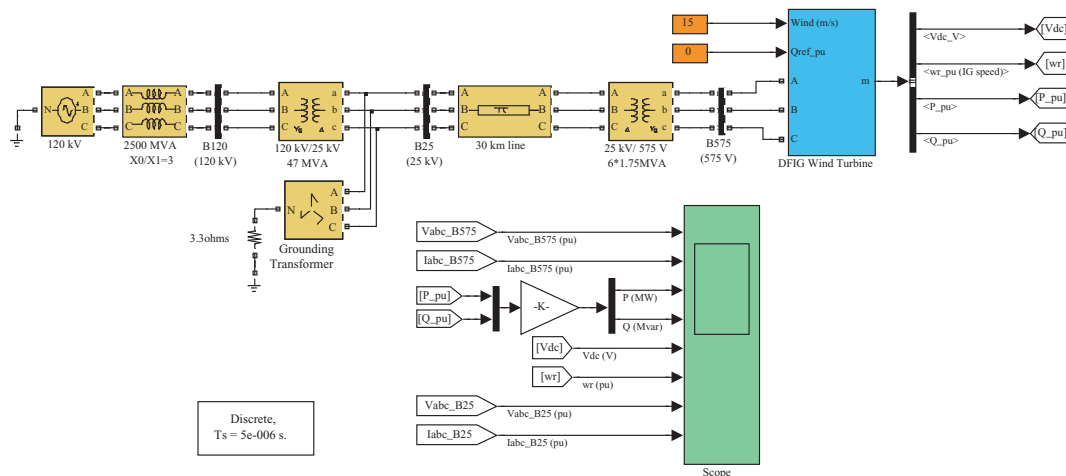 15
Wind (m/s)
0
Qref_pu
A
B
C
m
DFIG Wind Turbine
<Vdc_V>
[Vdc]
<wr_pu (IG speed)>
[wr]
<P_pu>
[P_pu]
<Q_pu>
[Q_pu]
N
A
B
C
120 kV
A
B
C
A
B
C
2500 MVA
X0/X1=3
B120
(120 kV)
A
B
C
a
b
c
Yg
Δ
120 kV/25 kV
47 MVA
B25
(25 kV)
30 km line
A
B
C
a
b
c
Δ
Yg
25 kV/ 575 V
6*1.75MVA
B575
(575 V)
N
A
B
C
3.3ohms
Grounding
Transformer
Vabc_B575
Vabc_B575 (pu)
Iabc_B575
Iabc_B575 (pu)
[P_pu]
[Q_pu]
-K-
P (MW)
Q (Mvar)
[Vdc]
Vdc (V)
[wr]
wr (pu)
Vabc_B25
Vabc_B25 (pu)
Iabc_B25
Iabc_B25 (pu)
Scope
Discrete,
Ts = 5e-006 s.